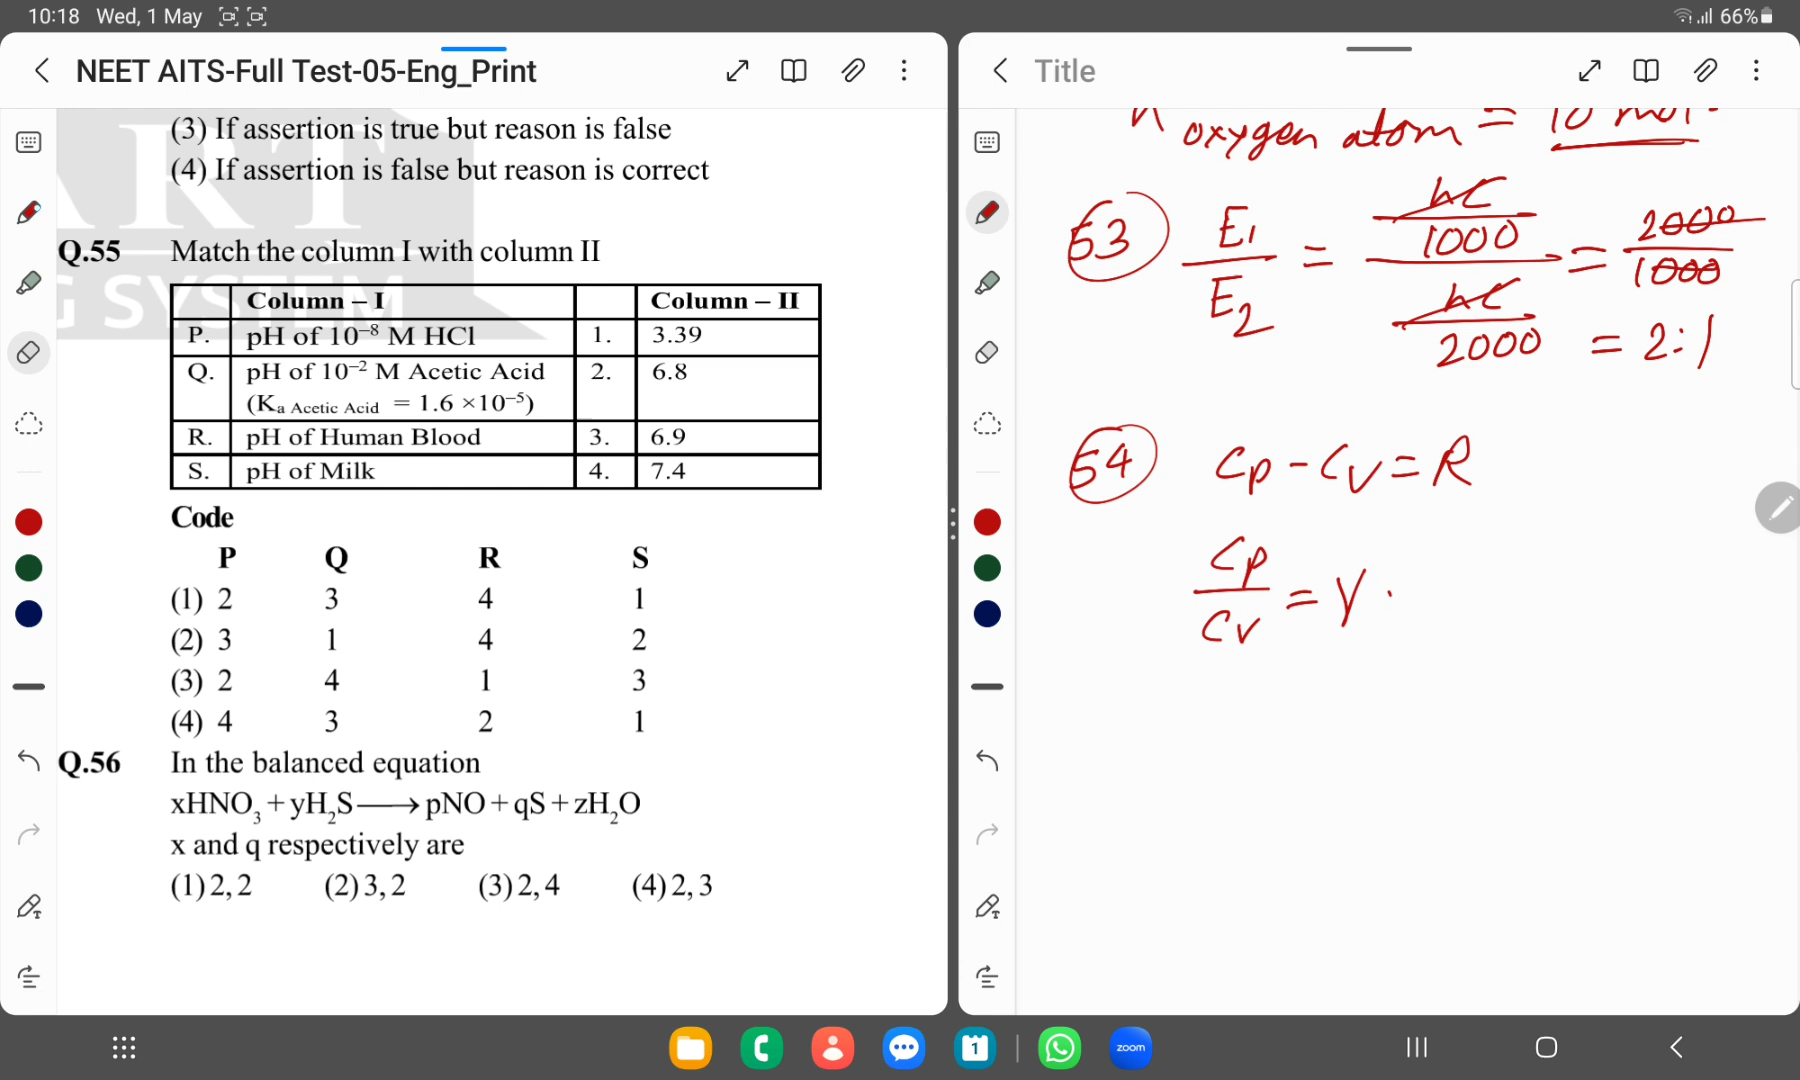 10:18 Wed, 1 May
66%
NEET AITS-Full Test-05-Eng_Print
(3) If assertion is true but reason is false
(4) If assertion is false but reason is correct
Q.55 Match the column I with column II
Column – I Column – II
P. pH of 10⁻⁸ M HCl 1. 3.39
Q. pH of 10⁻² M Acetic Acid 2. 6.8
(Kₐ Acetic Acid = 1.6 ×10⁻⁵)
R. pH of Human Blood 3. 6.9
S. pH of Milk 4. 7.4
Code
P Q R S
(1) 2 3 4 1
(2) 3 1 4 2
(3) 2 4 1 3
(4) 4 3 2 1
Q.56 In the balanced equation
xHNO₃ + yH₂S ⟶ pNO + qS + zH₂O
x and q respectively are
(1) 2, 2 (2) 3, 2 (3) 2, 4 (4) 2, 3
ART
G SYSTEM
Title
n oxygen atom = 10 mol.
53 E₁/E₂ = (hc/1000)/(hc/2000) = 2000/1000
= 2:1
54 Cp - Cv = R
Cp/Cv = γ.
1
zoom